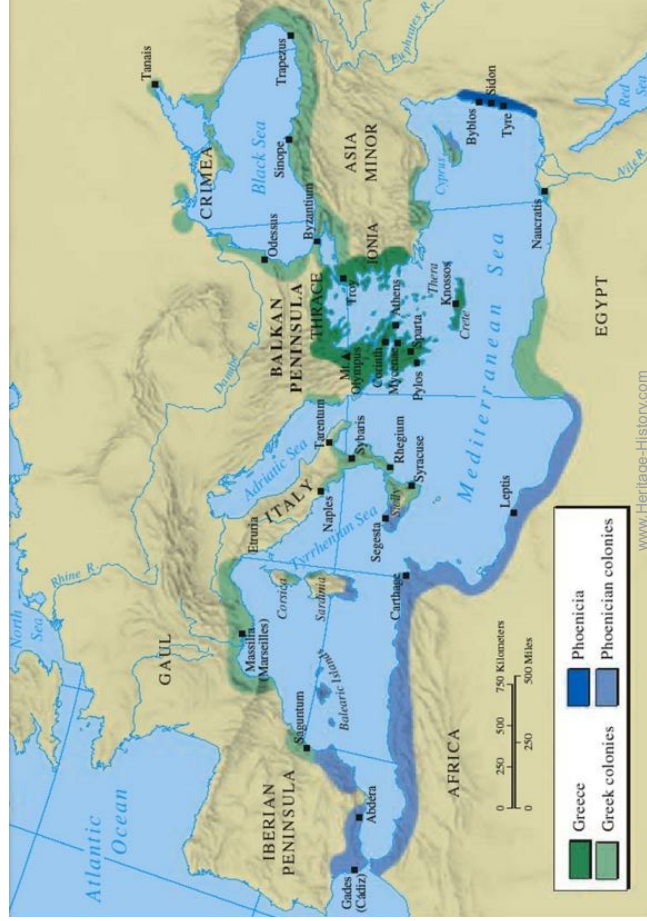 North
Sea
Atlantic
Ocean
Rhine R.
GAUL
Danube R.
CRIMEA
Tanais
Black Sea
Odessus
Sinope
Trapezus
Byzantium
BALKAN
PENINSULA
THRACE
ASIA
MINOR
Euphrates R.
IBERIAN
PENINSULA
Saguntum
Massilia
(Marseilles)
Etruria
ITALY
Adriatic Sea
Corsica
Sardinia
Balearic Islands
Tyrrhenian Sea
Naples
Tarentum
Sybaris
Rhegium
Segesta
Sicily
Syracuse
Mt.
Olympus
Troy
IONIA
Corinth
Mycenae
Athens
Sparta
Pylos
Thera
Knossos
Crete
Cyprus
Byblos
Sidon
Tyre
Gades
(Cádiz)
Abdera
Carthage
Leptis
Mediterranean Sea
Naucratis
Nile R.
Red
Sea
AFRICA
EGYPT
0 250 500 750 Kilometers
0 250 500 Miles
Greece
Greek colonies
Phoenicia
Phoenician colonies
www.Heritage-History.com